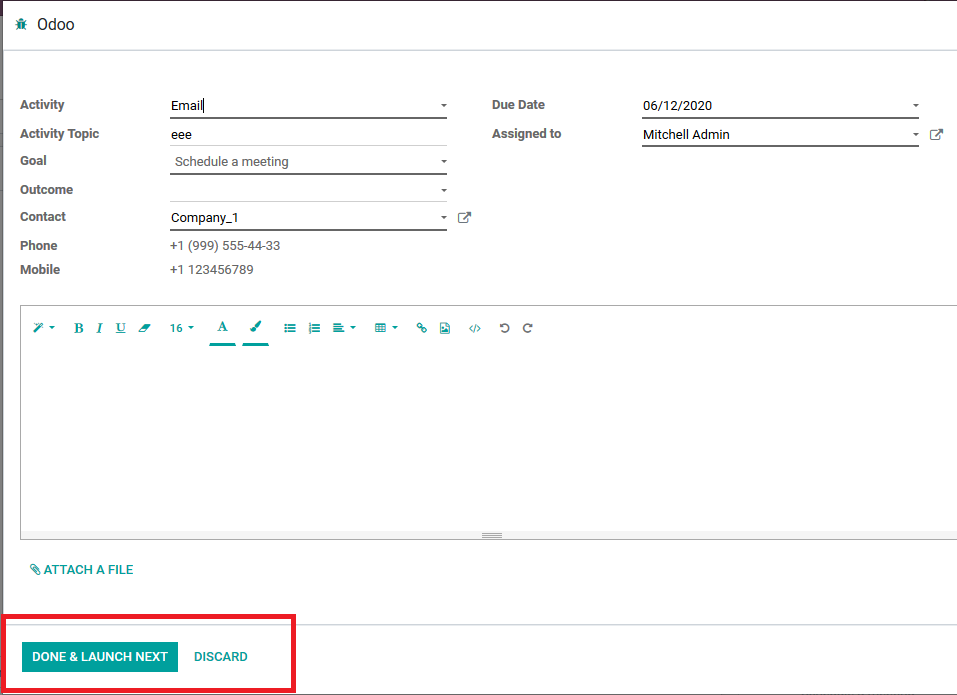 Odoo
Activity Email Due Date 06/12/2020
Activity Topic eee Assigned to Mitchell Admin
Goal Schedule a meeting
Outcome
Contact Company_1
Phone +1 (999) 555-44-33
Mobile +1 123456789
B I U 16 A </>
ATTACH A FILE
DONE & LAUNCH NEXT DISCARD